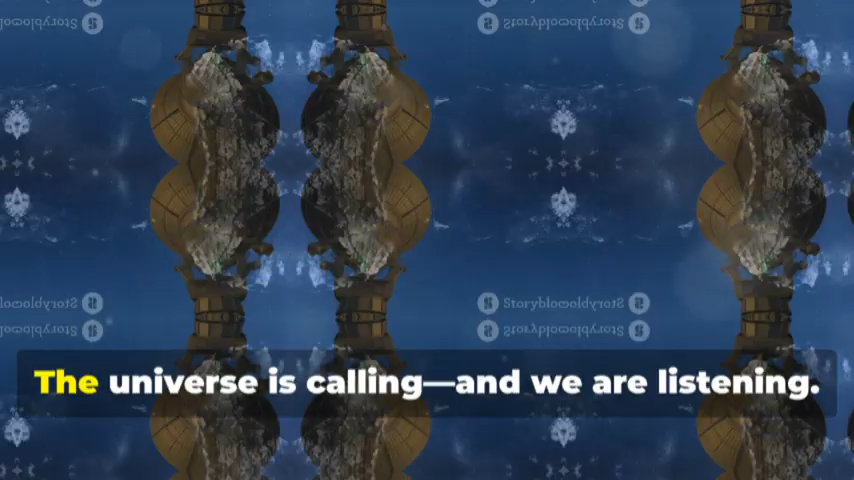 The universe is calling—and we are listening.